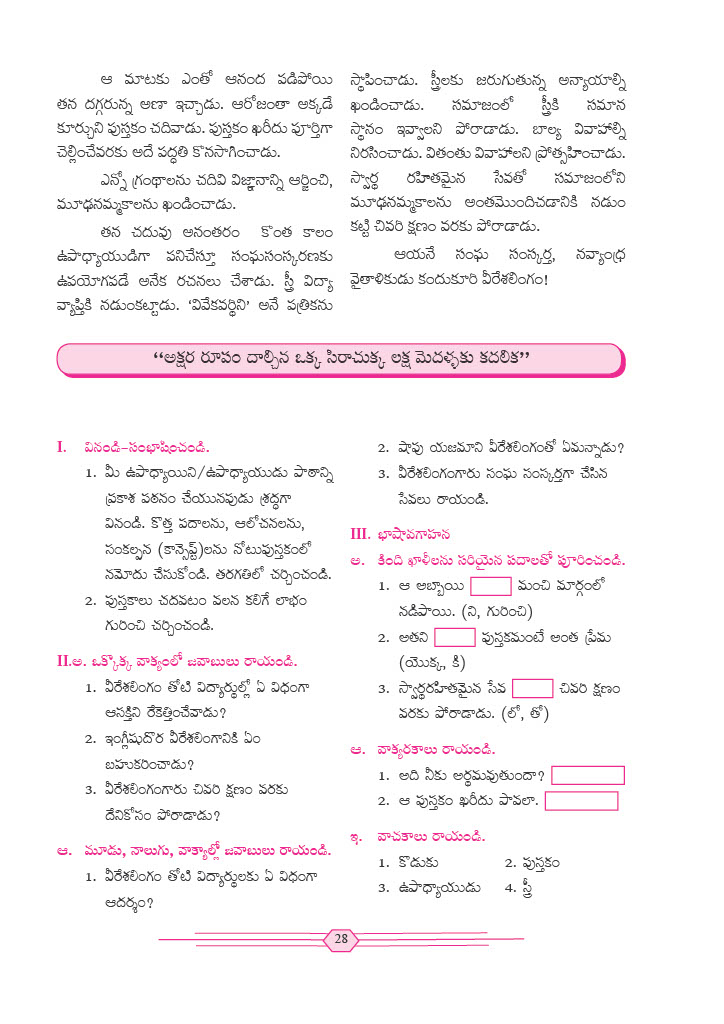 ఆ మాటకు ఎంతో ఆనంద పడిపోయి
తన దగ్గరున్న అణా ఇచ్చాడు. ఆరోజంతా అక్కడే
కూర్చుని పుస్తకం చదివాడు. పుస్తకం ఖరీదు పూర్తిగా
చెల్లించేవరకు అదే పద్ధతి కొనసాగించాడు.
ఎన్నో గ్రంథాలను చదివి విజ్ఞానాన్ని ఆర్జించి,
మూఢనమ్మకాలను ఖండించాడు.
తన చదువు అనంతరం కొంత కాలం
ఉపాధ్యాయుడిగా పనిచేస్తూ సంఘసంస్కరణకు
ఉపయోగపడే అనేక రచనలు చేశాడు. స్త్రీ విద్యా
వ్యాప్తికి నడుంకట్టాడు. ‘వివేకవర్థిని’ అనే పత్రికను
స్థాపించాడు. స్త్రీలకు జరుగుతున్న అన్యాయాల్ని
ఖండించాడు. సమాజంలో స్త్రీకి సమాన
స్థానం ఇవ్వాలని పోరాడాడు. బాల్య వివాహాల్ని
నిరసించాడు. వితంతు వివాహాలని ప్రోత్సహించాడు.
స్వార్థ రహితమైన సేవతో సమాజంలోని
మూఢనమ్మకాలను అంతమొందించడానికి నడుం
కట్టి చివరి క్షణం వరకు పోరాడాడు.
ఆయనే సంఘ సంస్కర్త, నవ్యాంధ్ర
వైతాళికుడు కందుకూరి వీరేశలింగం!
“అక్షర రూపం దాల్చిన ఒక్క సిరాచుక్క లక్ష మెదళ్ళకు కదలిక”
I. వినండి-సంభాషించండి.
1. మీ ఉపాధ్యాయిని/ఉపాధ్యాయుడు పాఠాన్ని
ప్రకాశ పఠనం చేయునపుడు శ్రద్ధగా
వినండి. కొత్త పదాలను, ఆలోచనలను,
సంకల్పన (కాన్సెప్ట్)లను నోటుపుస్తకంలో
నమోదు చేసుకోండి. తరగతిలో చర్చించండి.
2. పుస్తకాలు చదవటం వలన కలిగే లాభం
గురించి చర్చించండి.
II.అ. ఒక్కొక్క వాక్యంలో జవాబులు రాయండి.
1. వీరేశలింగం తోటి విద్యార్థుల్లో ఏ విధంగా
ఆసక్తిని రేకెత్తించేవాడు?
2. ఇంగ్లీషుదొర వీరేశలింగానికి ఏం
బహుకరించాడు?
3. వీరేశలింగంగారు చివరి క్షణం వరకు
దేనికోసం పోరాడాడు?
ఆ. మూడు, నాలుగు, వాక్యాల్లో జవాబులు రాయండి.
1. వీరేశలింగం తోటి విద్యార్థులకు ఏ విధంగా
ఆదర్శం?
2. షాపు యజమాని వీరేశలింగంతో ఏమన్నాడు?
3. వీరేశలింగంగారు సంఘ సంస్కర్తగా చేసిన
సేవలు రాయండి.
III. భాషావగాహన
అ. కింది ఖాళీలను సరియైన పదాలతో పూరించండి.
1. ఆ అబ్బాయి మంచి మార్గంలో
నడిపాయి. (ని, గురించి)
2. అతని పుస్తకమంటే అంత ప్రేమ
(యొక్క, కి)
3. స్వార్థరహితమైన సేవ చివరి క్షణం
వరకు పోరాడాడు. (లో, తో)
ఆ. వాక్యరకాలు రాయండి.
1. అది నీకు అర్థమవుతుందా?
2. ఆ పుస్తకం ఖరీదు పావలా.
ఇ. వాచకాలు రాయండి.
1. కొడుకు 2. పుస్తకం
3. ఉపాధ్యాయుడు 4. స్త్రీ
28